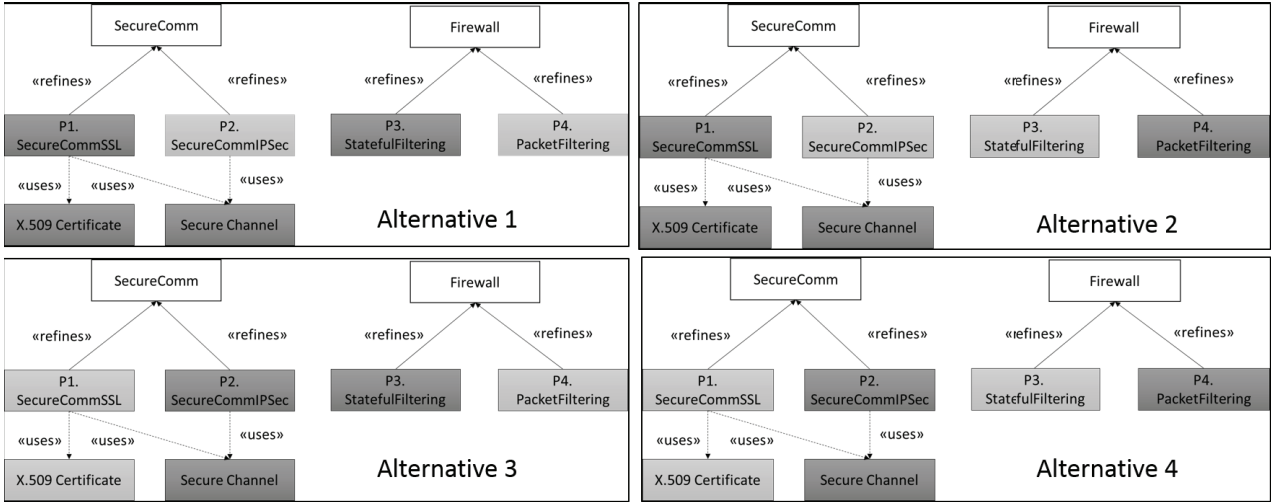 SecureComm
Firewall
«refines»
«refines»
«refines»
«refines»
P1.
SecureCommSSL
P2.
SecureCommIPSec
P3.
StatefulFiltering
P4.
PacketFiltering
«uses»
«uses»
«uses»
X.509 Certificate
Secure Channel
Alternative 1
SecureComm
Firewall
«refines»
«refines»
«refines»
«refines»
P1.
SecureCommSSL
P2.
SecureCommIPSec
P3.
StatefulFiltering
P4.
PacketFiltering
«uses»
«uses»
«uses»
X.509 Certificate
Secure Channel
Alternative 2
SecureComm
Firewall
«refines»
«refines»
«refines»
«refines»
P1.
SecureCommSSL
P2.
SecureCommIPSec
P3.
StatefulFiltering
P4.
PacketFiltering
«uses»
«uses»
«uses»
X.509 Certificate
Secure Channel
Alternative 3
SecureComm
Firewall
«refines»
«refines»
«refines»
«refines»
P1.
SecureCommSSL
P2.
SecureCommIPSec
P3.
StatefulFiltering
P4.
PacketFiltering
«uses»
«uses»
«uses»
X.509 Certificate
Secure Channel
Alternative 4